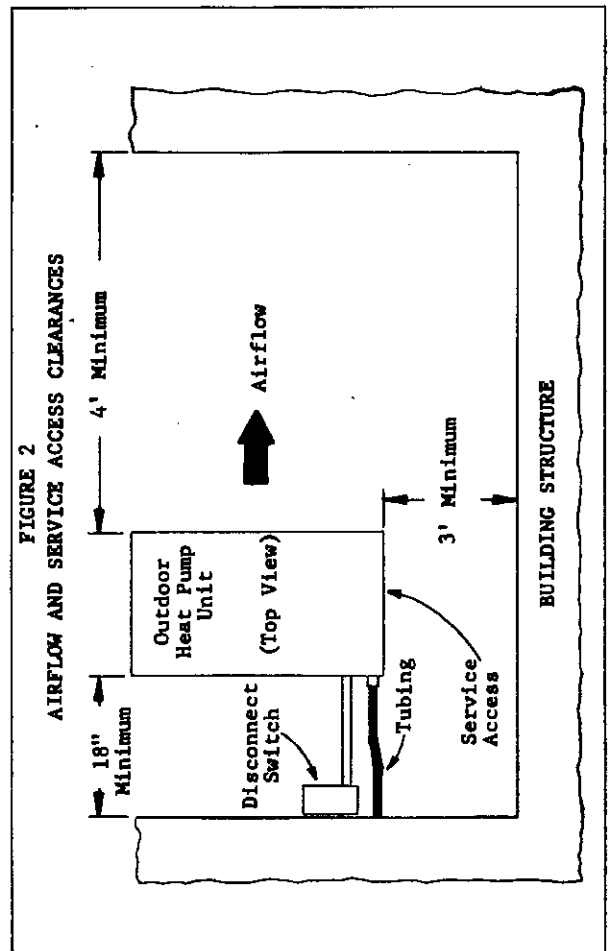 FIGURE 2
AIRFLOW AND SERVICE ACCESS CLEARANCES
18"
Minimum
4' Minimum
Outdoor
Heat Pump
Unit
(Top View)
Airflow
Disconnect
Switch
Tubing
3' Minimum
Service
Access
BUILDING STRUCTURE